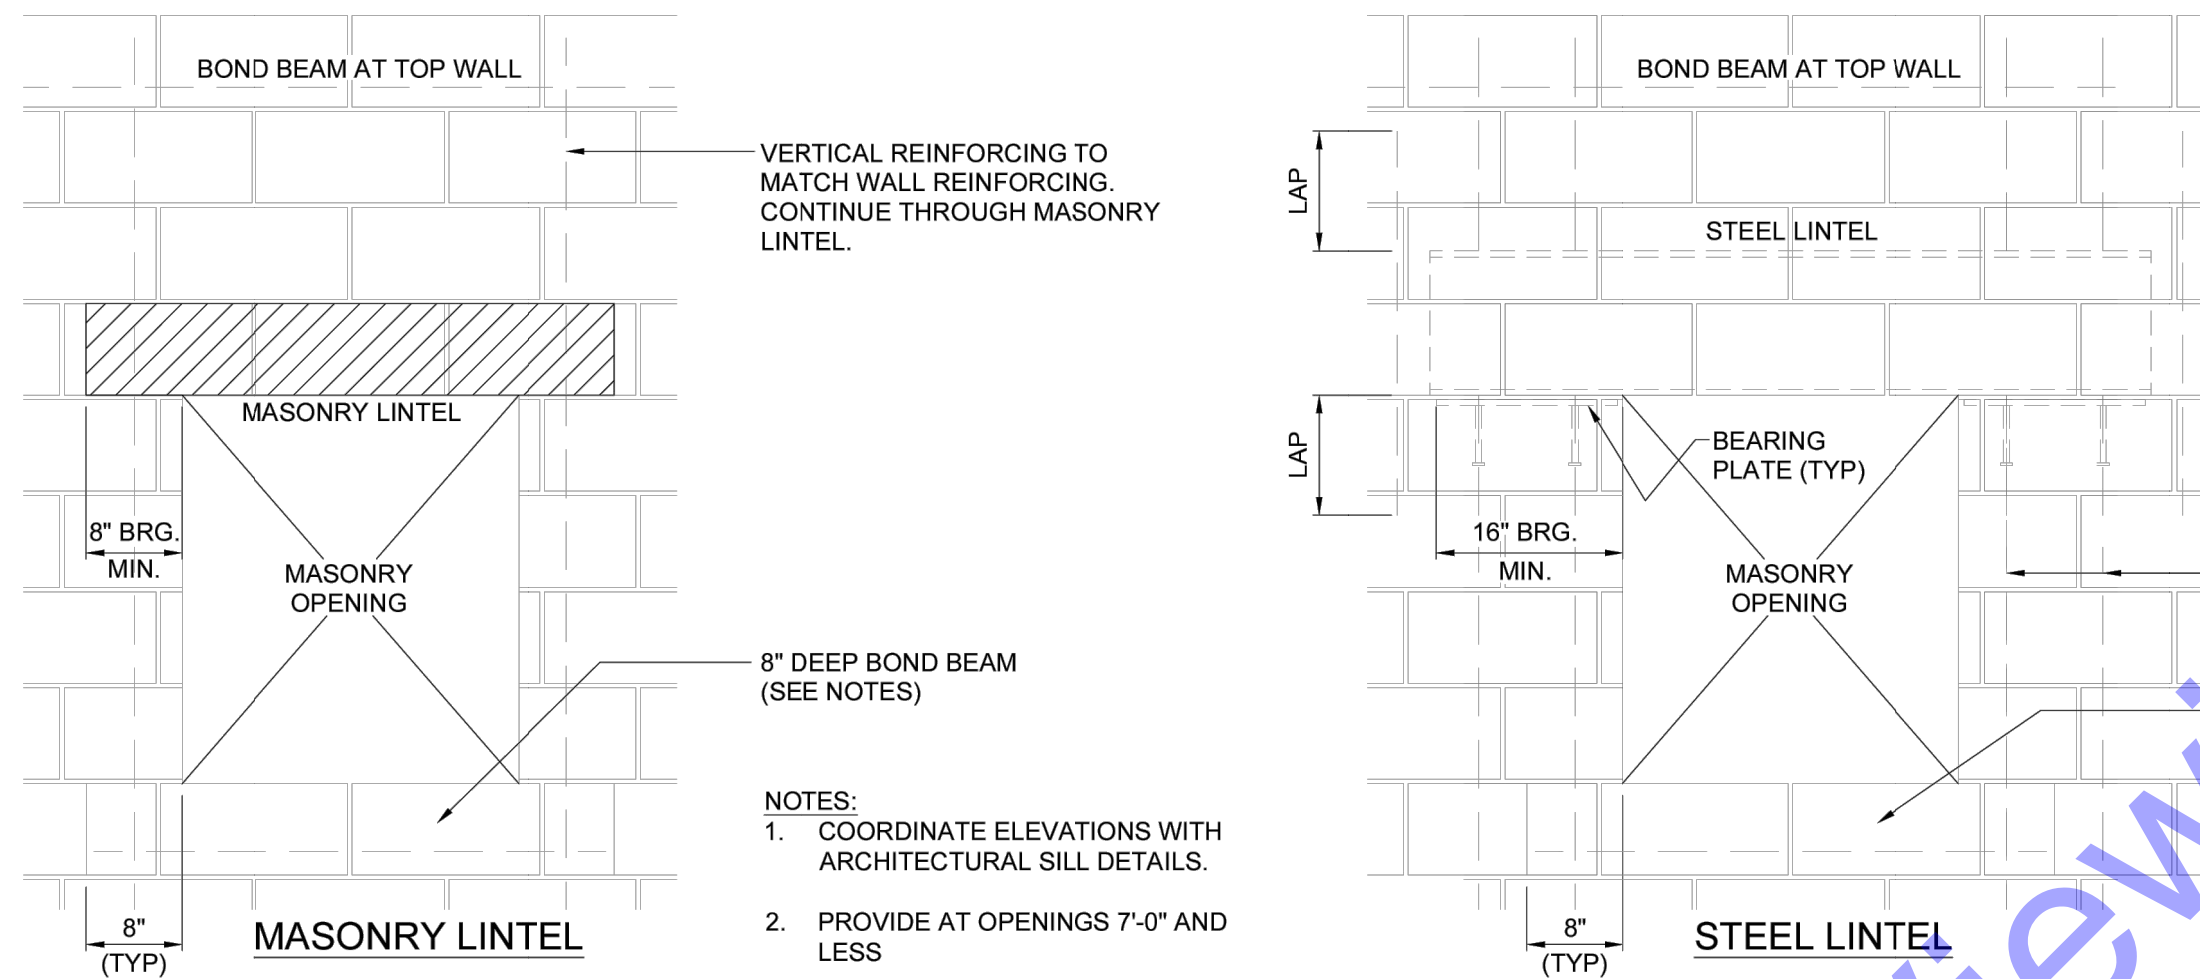 BOND BEAM AT TOP WALL
VERTICAL REINFORCING TO
MATCH WALL REINFORCING.
CONTINUE THROUGH MASONRY
LINTEL.
MASONRY LINTEL
8" BRG.
MIN.
MASONRY
OPENING
8" DEEP BOND BEAM
(SEE NOTES)
NOTES:
1. COORDINATE ELEVATIONS WITH
ARCHITECTURAL SILL DETAILS.
2. PROVIDE AT OPENINGS 7'-0" AND
LESS
8"
(TYP)
MASONRY LINTEL
BOND BEAM AT TOP WALL
LAP
STEEL LINTEL
LAP
BEARING
PLATE (TYP)
16" BRG.
MIN.
MASONRY
OPENING
8"
(TYP)
STEEL LINTEL